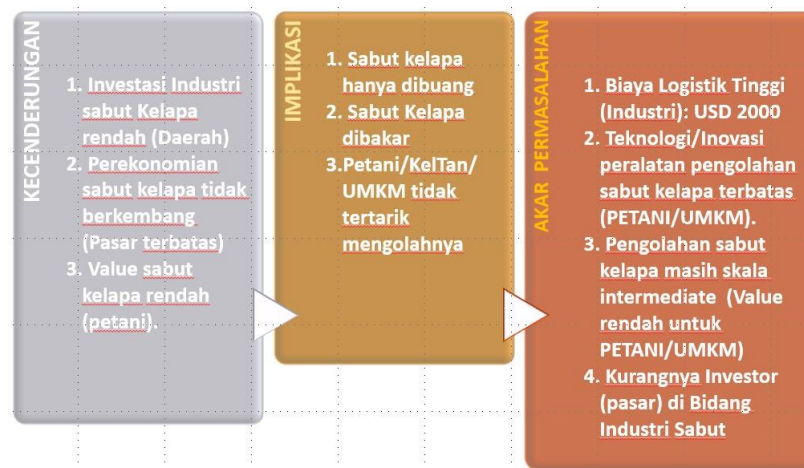 KECENDERUNGAN
1. Investasi Industri
sabut Kelapa
rendah (Daerah)
2. Perekonomian
sabut kelapa tidak
berkembang
(Pasar terbatas)
3. Value sabut
kelapa rendah
(petani).
IMPLIKASI
1. Sabut kelapa
hanya dibuang
2. Sabut Kelapa
dibakar
3.Petani/KelTan/
UMKM tidak
tertarik
mengolahnya
AKAR PERMASALAHAN
1. Biaya Logistik Tinggi
(Industri): USD 2000
2. Teknologi/Inovasi
peralatan pengolahan
sabut kelapa terbatas
(PETANI/UMKM).
3. Pengolahan sabut
kelapa masih skala
intermediate (Value
rendah untuk
PETANI/UMKM)
4. Kurangnya Investor
(pasar) di Bidang
Industri Sabut